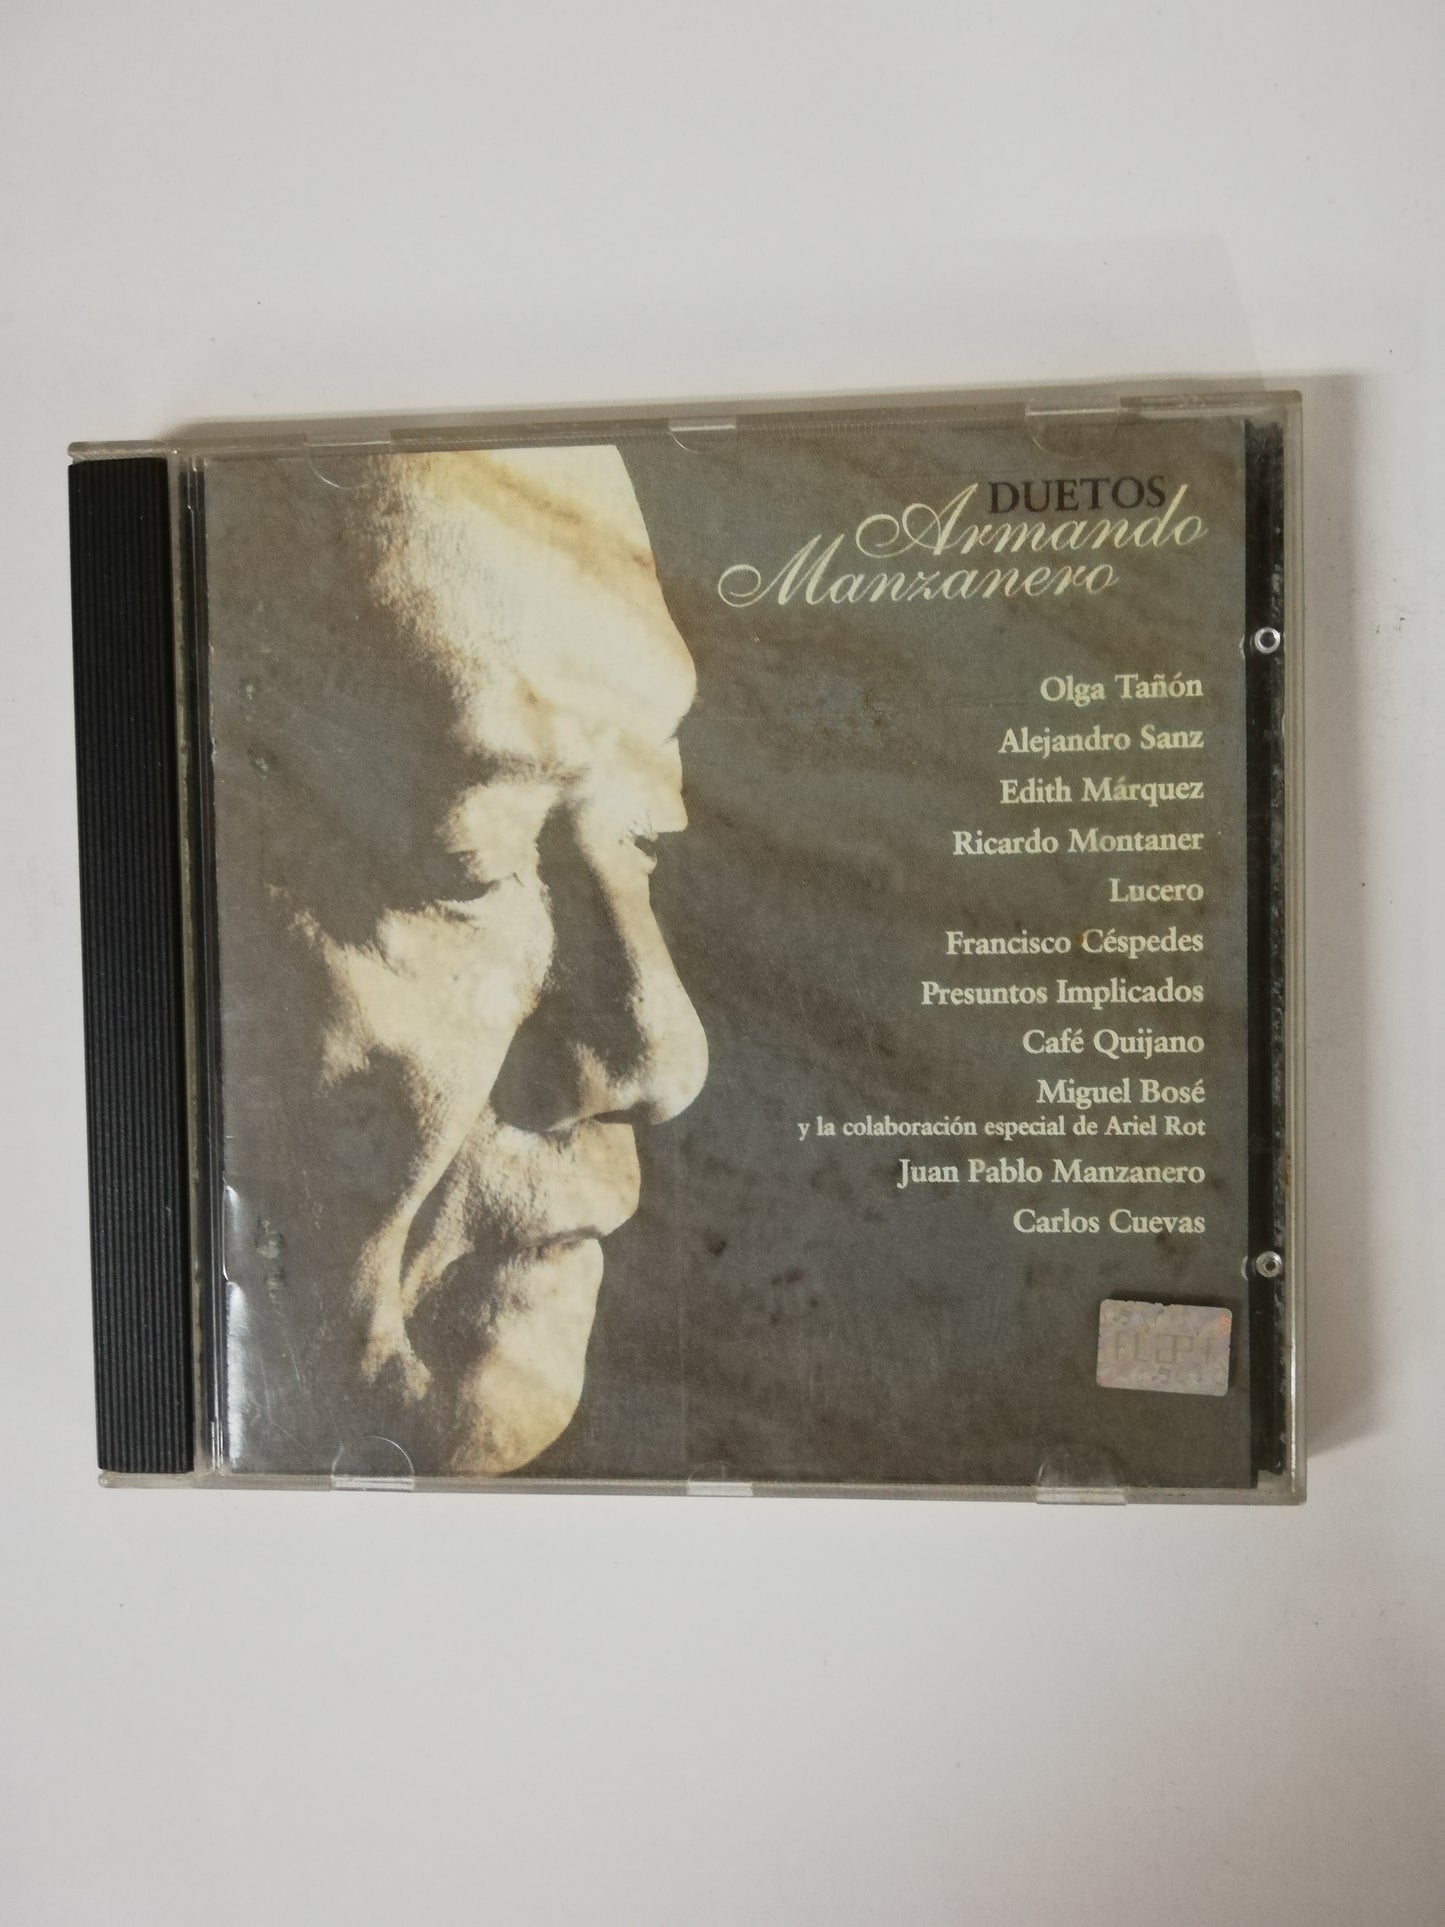 DUETOS
Armando
Manzanero
Olga Tañón
Alejandro Sanz
Edith Márquez
Ricardo Montaner
Lucero
Francisco Céspedes
Presuntos Implicados
Café Quijano
Miguel Bosé
y la colaboración especial de Ariel Rot
Juan Pablo Manzanero
Carlos Cuevas